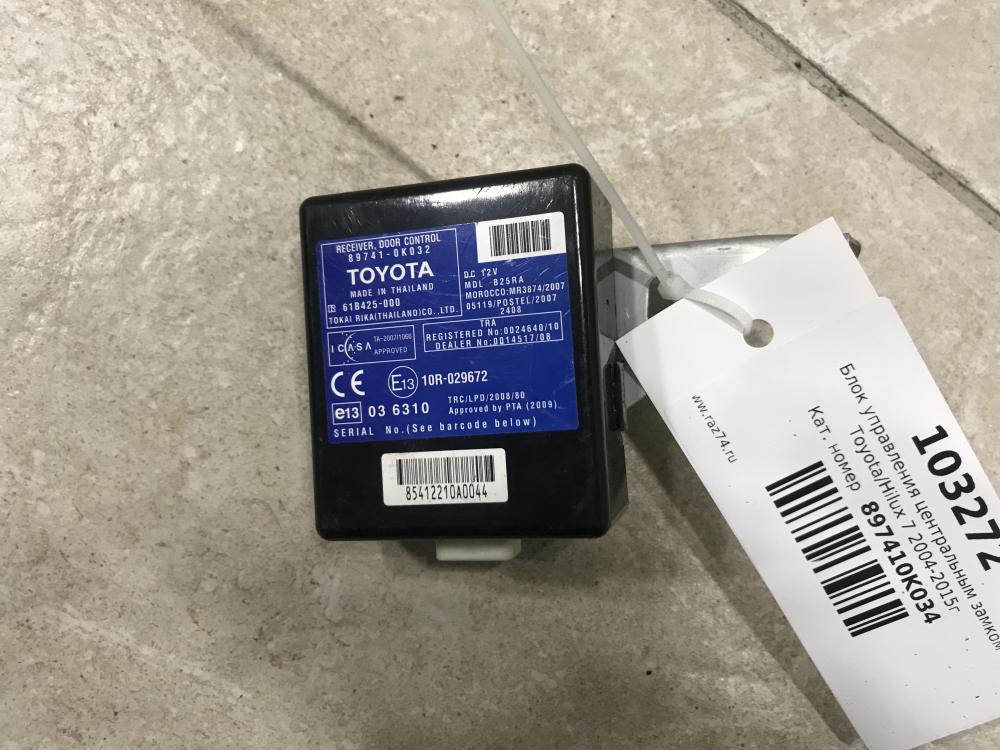 RECEIVER, DOOR CONTROL
89741-0K032
TOYOTA
MADE IN THAILAND
61B425-000
TOKAI RIKA(THAILAND)CO.,LTD.
DC 12V
MDL B25RA
MOROCCO:MR3874/2007
05119/POSTEL/2007
2408
ICASA
TA-2007/1060
APPROVED
TRA
REGISTERED No:0024640/10
DEALER No:0014517/08
CE E13 10R-029672
e13 03 6310
TRC/LPD/2008/80
Approved by PTA (2009)
SERIAL No.(See barcode below)
85412210A0044
www.raz74.ru
103272
Блок управления центральным замком
Toyota/Hilux 7 2004-2015г
Кат. номер 897410K034